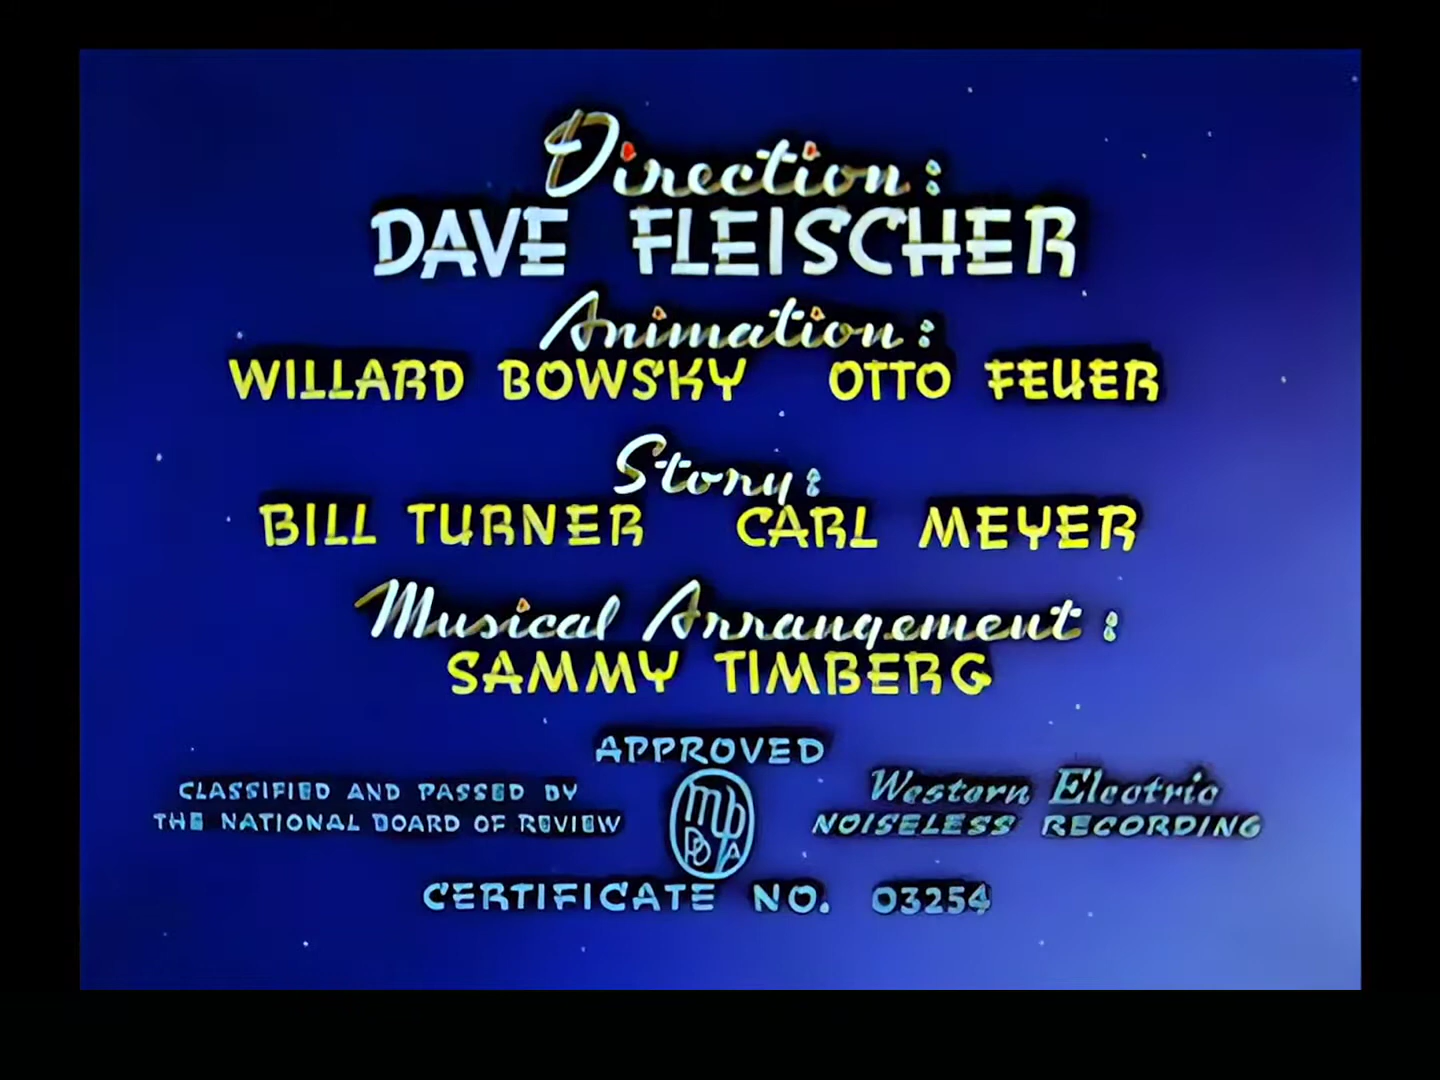 Direction:
DAVE FLEISCHER
Animation:
WILLARD BOWSKY OTTO FEUER
Story:
BILL TURNER CARL MEYER
Musical Arrangement:
SAMMY TIMBERG
APPROVED
CLASSIFIED AND PASSED BY
THE NATIONAL BOARD OF REVIEW
MPPDA
Western Electric
NOISELESS RECORDING
CERTIFICATE NO. 03254